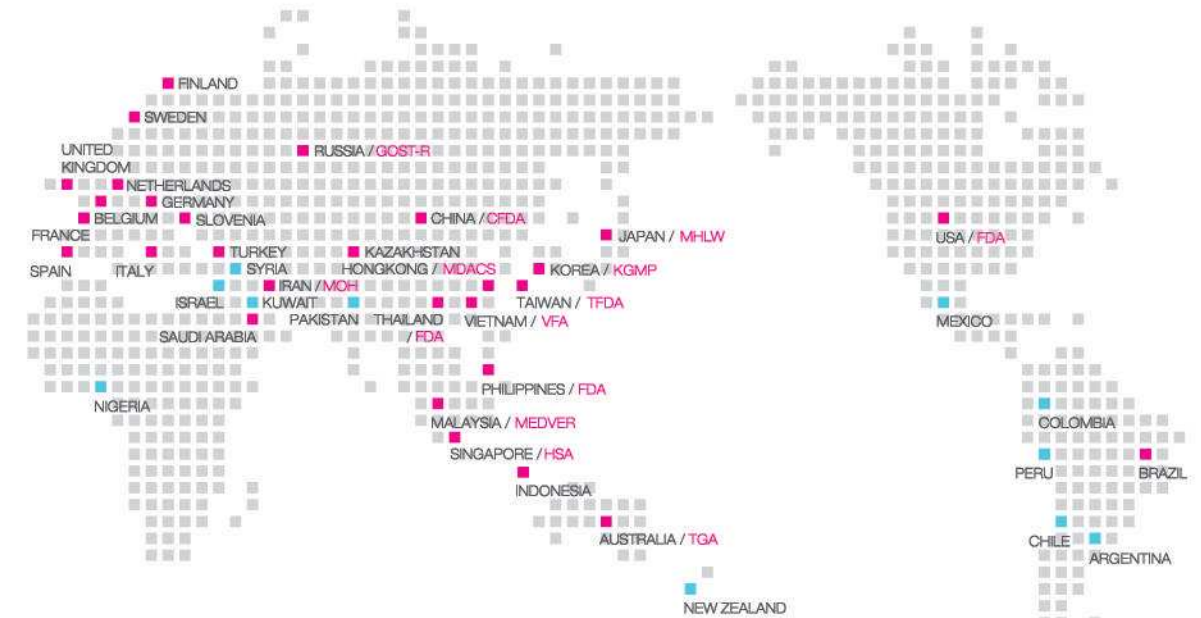 FINLAND
SWEDEN
UNITED
KINGDOM
RUSSIA / GOST-R
NETHERLANDS
GERMANY
BELGIUM
SLOVENIA
CHINA / CFDA
FRANCE
JAPAN / MHLW
USA / FDA
TURKEY
KAZAKHSTAN
SPAIN
ITALY
SYRIA
HONGKONG / MDACS
KOREA / KGMP
IRAN / MOH
ISRAEL
KUWAIT
TAIWAN / TFDA
PAKISTAN
THAILAND
/ FDA
VIETNAM / VFA
MEXICO
SAUDI ARABIA
PHILIPPINES / FDA
NIGERIA
MALAYSIA / MEDVER
COLOMBIA
SINGAPORE / HSA
PERU
BRAZIL
INDONESIA
AUSTRALIA / TGA
CHILE
ARGENTINA
NEW ZEALAND